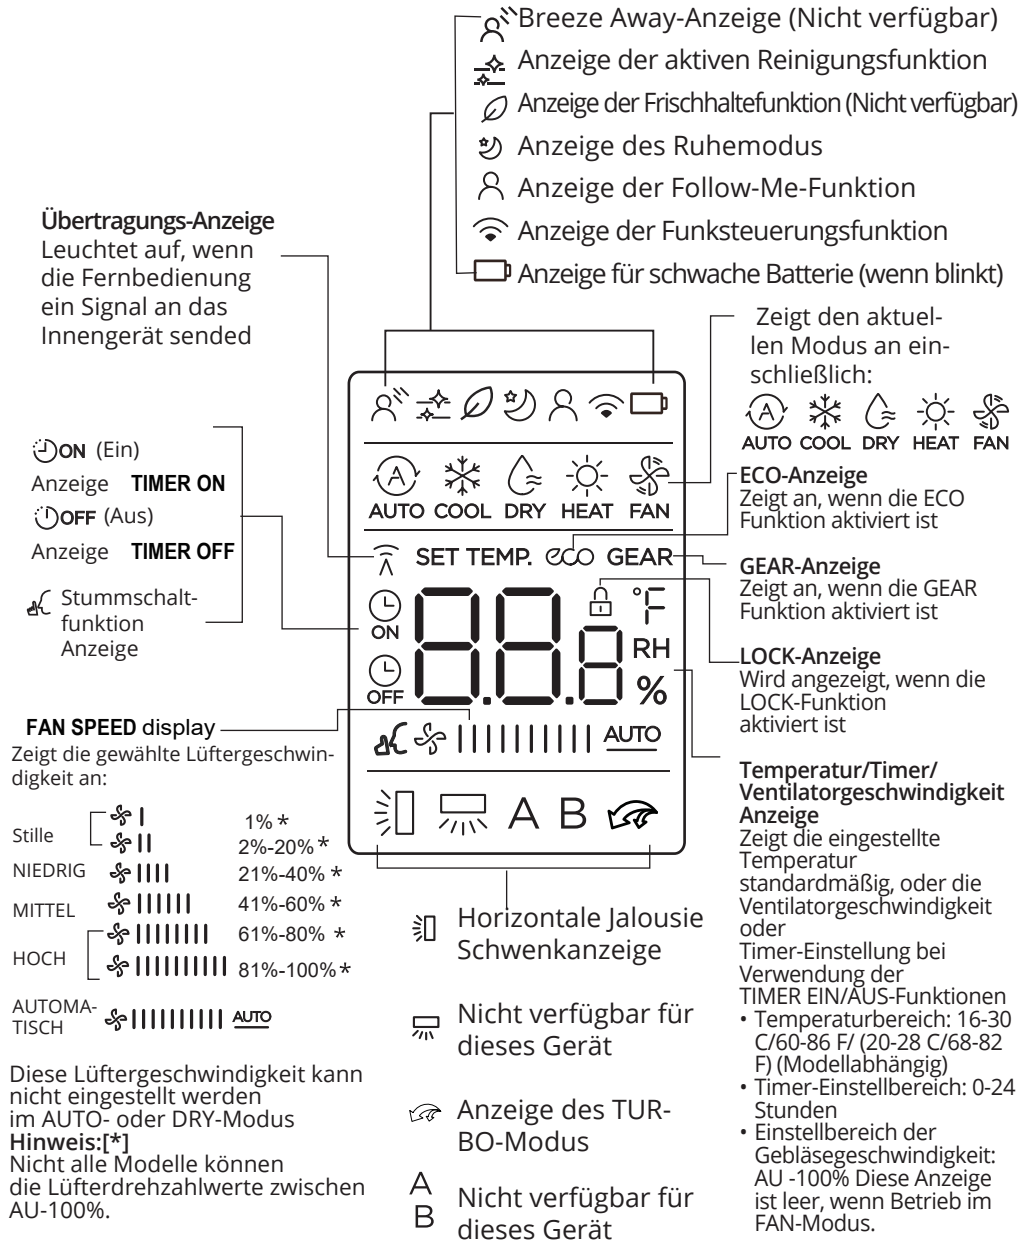 Breeze Away-Anzeige (Nicht verfügbar)
Anzeige der aktiven Reinigungsfunktion
Anzeige der Frischhaltefunktion (Nicht verfügbar)
Anzeige des Ruhemodus
Anzeige der Follow-Me-Funktion
Anzeige der Funksteuerungsfunktion
Anzeige für schwache Batterie (wenn blinkt)
Übertragungs-Anzeige
Leuchtet auf, wenn
die Fernbedienung
ein Signal an das
Innengerät sended
Zeigt den aktuel-
len Modus an ein-
schließlich:
A
AUTO COOL DRY HEAT FAN
ON (Ein)
Anzeige TIMER ON
OFF (Aus)
Anzeige TIMER OFF
Stummschalt-
funktion
Anzeige
A
AUTO COOL DRY HEAT FAN
SET TEMP. eco GEAR
ON
OFF
88.8
°F
RH
%
AUTO
A B
ECO-Anzeige
Zeigt an, wenn die ECO
Funktion aktiviert ist
GEAR-Anzeige
Zeigt an, wenn die GEAR
Funktion aktiviert ist
LOCK-Anzeige
Wird angezeigt, wenn die
LOCK-Funktion
aktiviert ist
FAN SPEED display
Zeigt die gewählte Lüftergeschwin-
digkeit an:
Stille
1% *
2%-20% *
NIEDRIG 21%-40% *
MITTEL 41%-60% *
HOCH
61%-80% *
81%-100% *
AUTOMA-
TISCH
AUTO
Diese Lüftergeschwindigkeit kann
nicht eingestellt werden
im AUTO- oder DRY-Modus
Hinweis:[*]
Nicht alle Modelle können
die Lüfterdrehzahlwerte zwischen
AU-100%.
Horizontale Jalousie
Schwenkanzeige
Nicht verfügbar für
dieses Gerät
Anzeige des TUR-
BO-Modus
A
B
Nicht verfügbar für
dieses Gerät
Temperatur/Timer/
Ventilatorgeschwindigkeit
Anzeige
Zeigt die eingestellte
Temperatur
standardmäßig, oder die
Ventilatorgeschwindigkeit
oder
Timer-Einstellung bei
Verwendung der
TIMER EIN/AUS-Funktionen
• Temperaturbereich: 16-30
C/60-86 F/ (20-28 C/68-82
F) (Modellabhängig)
• Timer-Einstellbereich: 0-24
Stunden
• Einstellbereich der
Gebläsegeschwindigkeit:
AU -100% Diese Anzeige
ist leer, wenn Betrieb im
FAN-Modus.